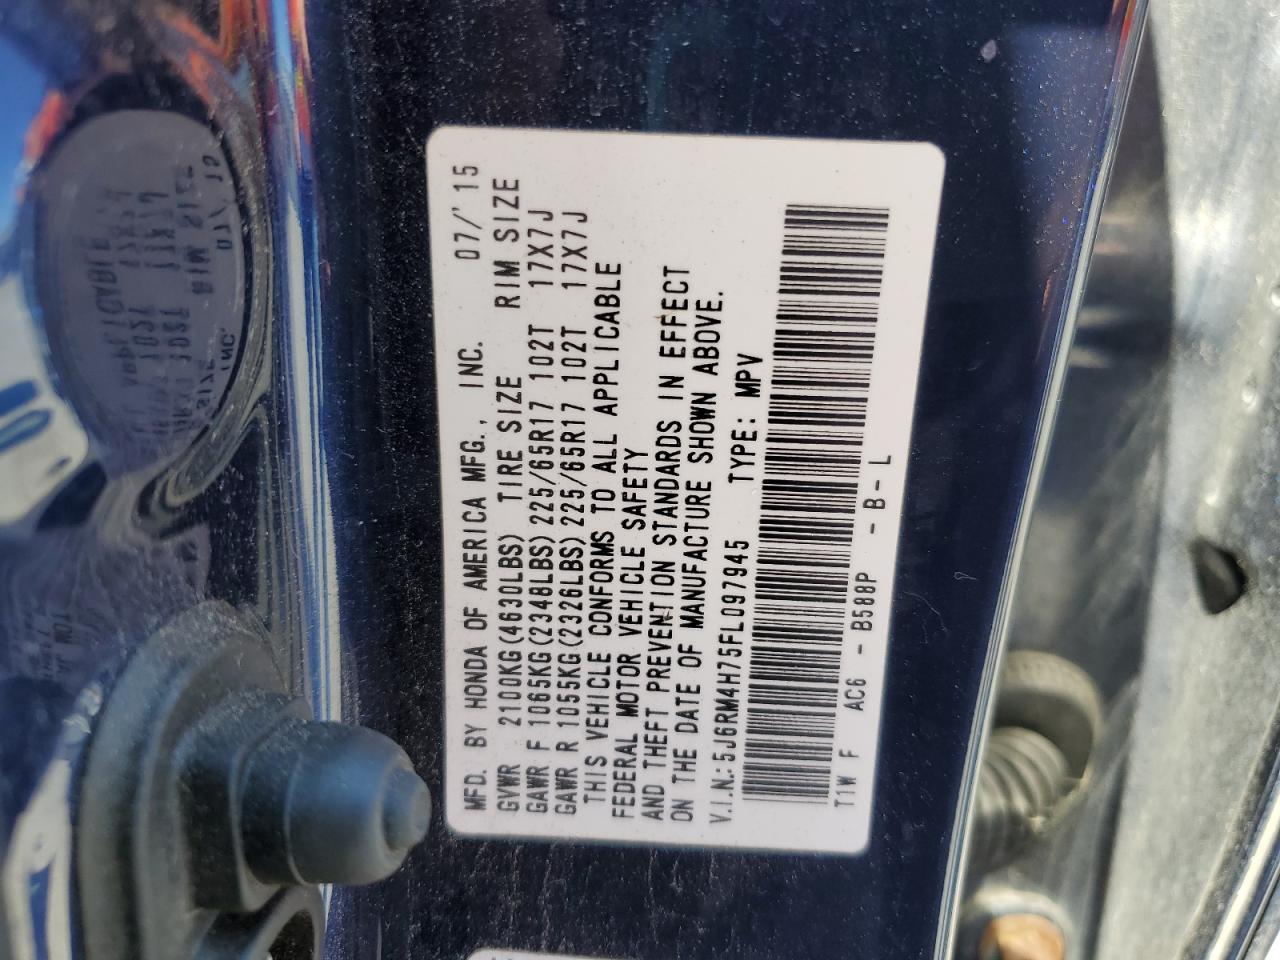 MFD. BY HONDA OF AMERICA MFG., INC. 07/'15
GVWR 2100KG(4630LBS) TIRE SIZE RIM SIZE
GAWR F 1065KG(2348LBS) 225/65R17 102T 17X7J
GAWR R 1055KG(2326LBS) 225/65R17 102T 17X7J
THIS VEHICLE CONFORMS TO ALL APPLICABLE
FEDERAL MOTOR VEHICLE SAFETY
AND THEFT PREVENTION STANDARDS IN EFFECT
ON THE DATE OF MANUFACTURE SHOWN ABOVE.
V.I.N.: 5J6RM4H75FL097945 TYPE: MPV
T1W F AC6 - B588P - B - L